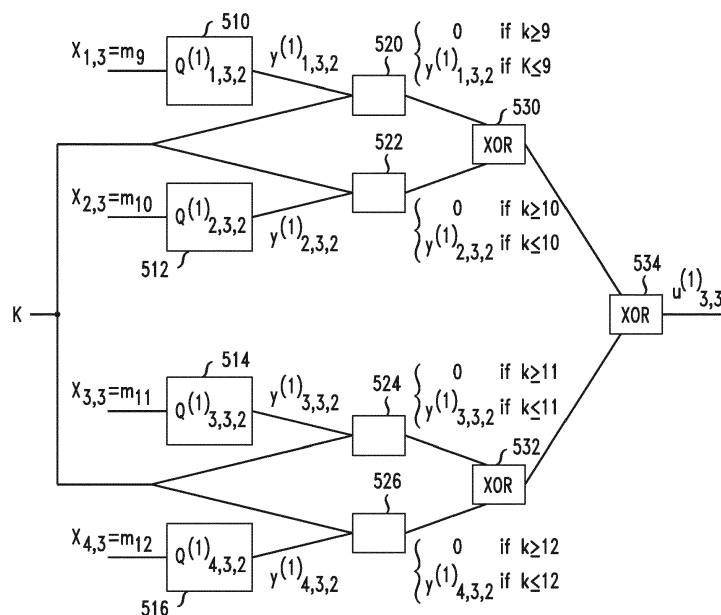 510
X1,3=m9
Q(1)1,3,2
y(1)1,3,2
520
0 if k≥9
y(1)1,3,2 if K≤9
530
XOR
522
X2,3=m10
Q(1)2,3,2
y(1)2,3,2
512
0 if k≥10
y(1)2,3,2 if k≤10
534
XOR
u(1)3,3
K
514
X3,3=m11
Q(1)3,3,2
y(1)3,3,2
524
0 if k≥11
y(1)3,3,2 if k≤11
532
XOR
526
X4,3=m12
Q(1)4,3,2
y(1)4,3,2
516
0 if k≥12
y(1)4,3,2 if k≤12